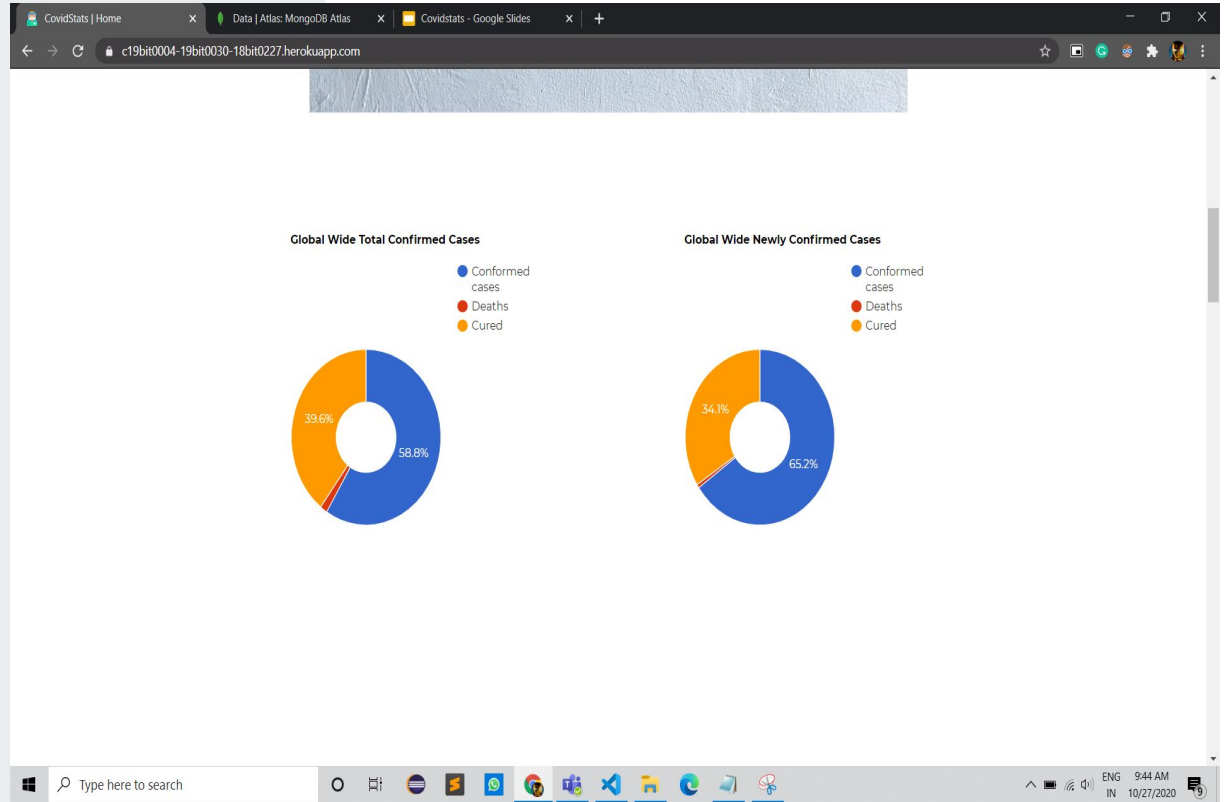 CovidStats | Home
Data | Atlas: MongoDB Atlas
Covidstats - Google Slides
c19bit0004-19bit0030-18bit0227.herokuapp.com
Global Wide Total Confirmed Cases
Conformed
cases
Deaths
Cured
39.6%
58.8%
Global Wide Newly Confirmed Cases
Conformed
cases
Deaths
Cured
34.1%
65.2%
Type here to search
ENG
IN
9:44 AM
10/27/2020
9